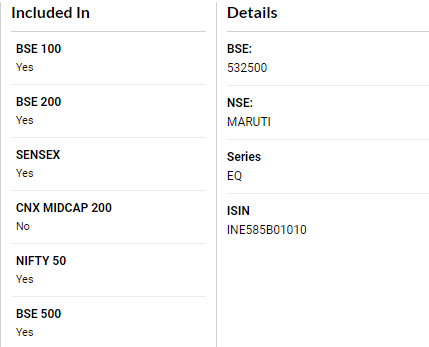 Included In
BSE 100
Yes
BSE 200
Yes
SENSEX
Yes
CNX MIDCAP 200
No
NIFTY 50
Yes
BSE 500
Yes
Details
BSE:
532500
NSE:
MARUTI
Series
EQ
ISIN
INE585B01010